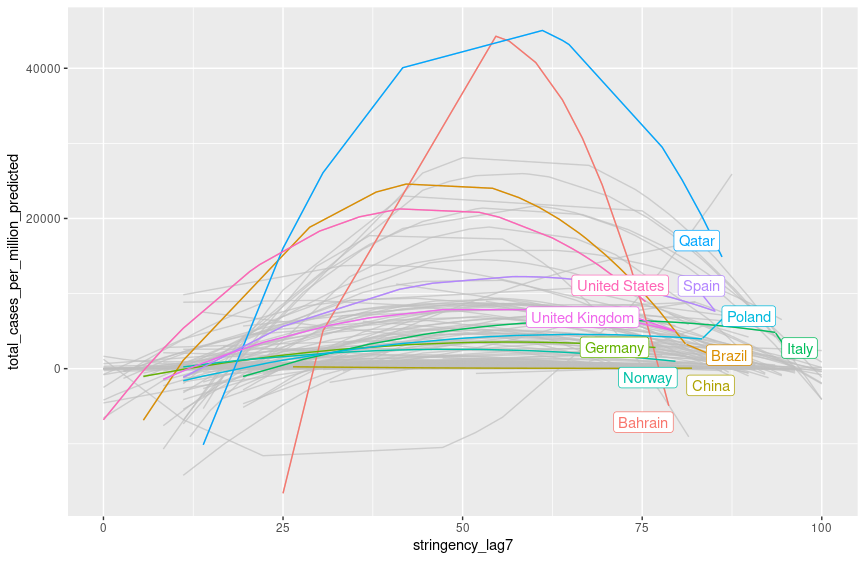 total_cases_per_million_predicted
40000
20000
0
Qatar
United States
Spain
United Kingdom
Poland
Germany
Brazil
Italy
Norway
China
Bahrain
0 25 50 75 100
stringency_lag7